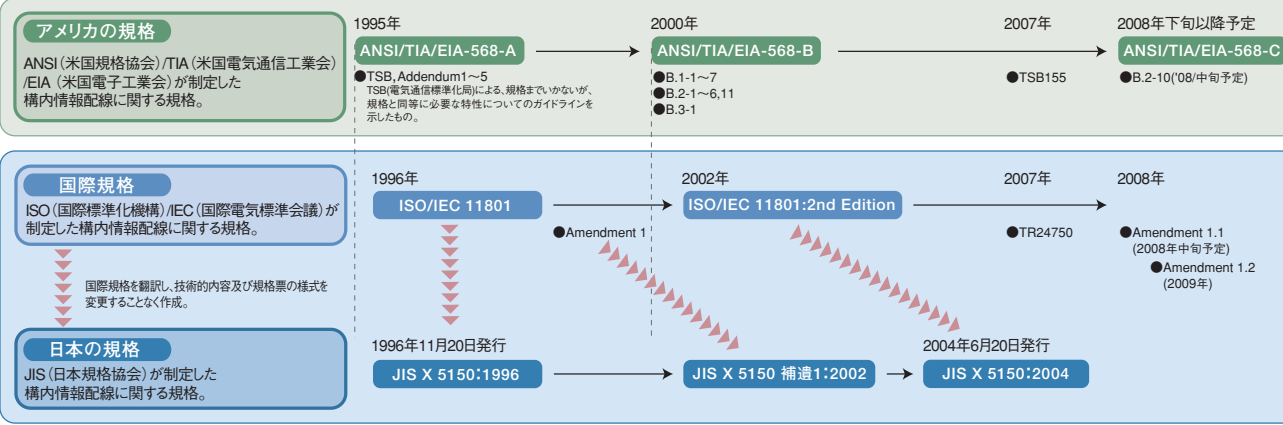 アメリカの規格
ANSI（米国規格協会）/TIA（米国電気通信工業会）
/EIA（米国電子工業会）が制定した
構内情報配線に関する規格。
1995年
ANSI/TIA/EIA-568-A
●TSB, Addendum1〜5
TSB(電気通信標準化局)による、規格までいかないが、
規格と同等に必要な特性についてのガイドラインを
示したもの。
2000年
ANSI/TIA/EIA-568-B
●B.1-1〜7
●B.2-1〜6,11
●B.3-1
2007年
●TSB155
2008年下旬以降予定
ANSI/TIA/EIA-568-C
●B.2-10('08/中旬予定)
国際規格
ISO（国際標準化機構）/IEC（国際電気標準会議）が
制定した構内情報配線に関する規格。
1996年
ISO/IEC 11801
●Amendment 1
2002年
ISO/IEC 11801:2nd Edition
2007年
●TR24750
2008年
●Amendment 1.1
(2008年中旬予定)
●Amendment 1.2
(2009年)
国際規格を翻訳し、技術的内容及び規格票の様式を
変更することなく作成。
日本の規格
JIS（日本規格協会）が制定した
構内情報配線に関する規格。
1996年11月20日発行
JIS X 5150：1996
JIS X 5150 補遺1：2002
2004年6月20日発行
JIS X 5150：2004